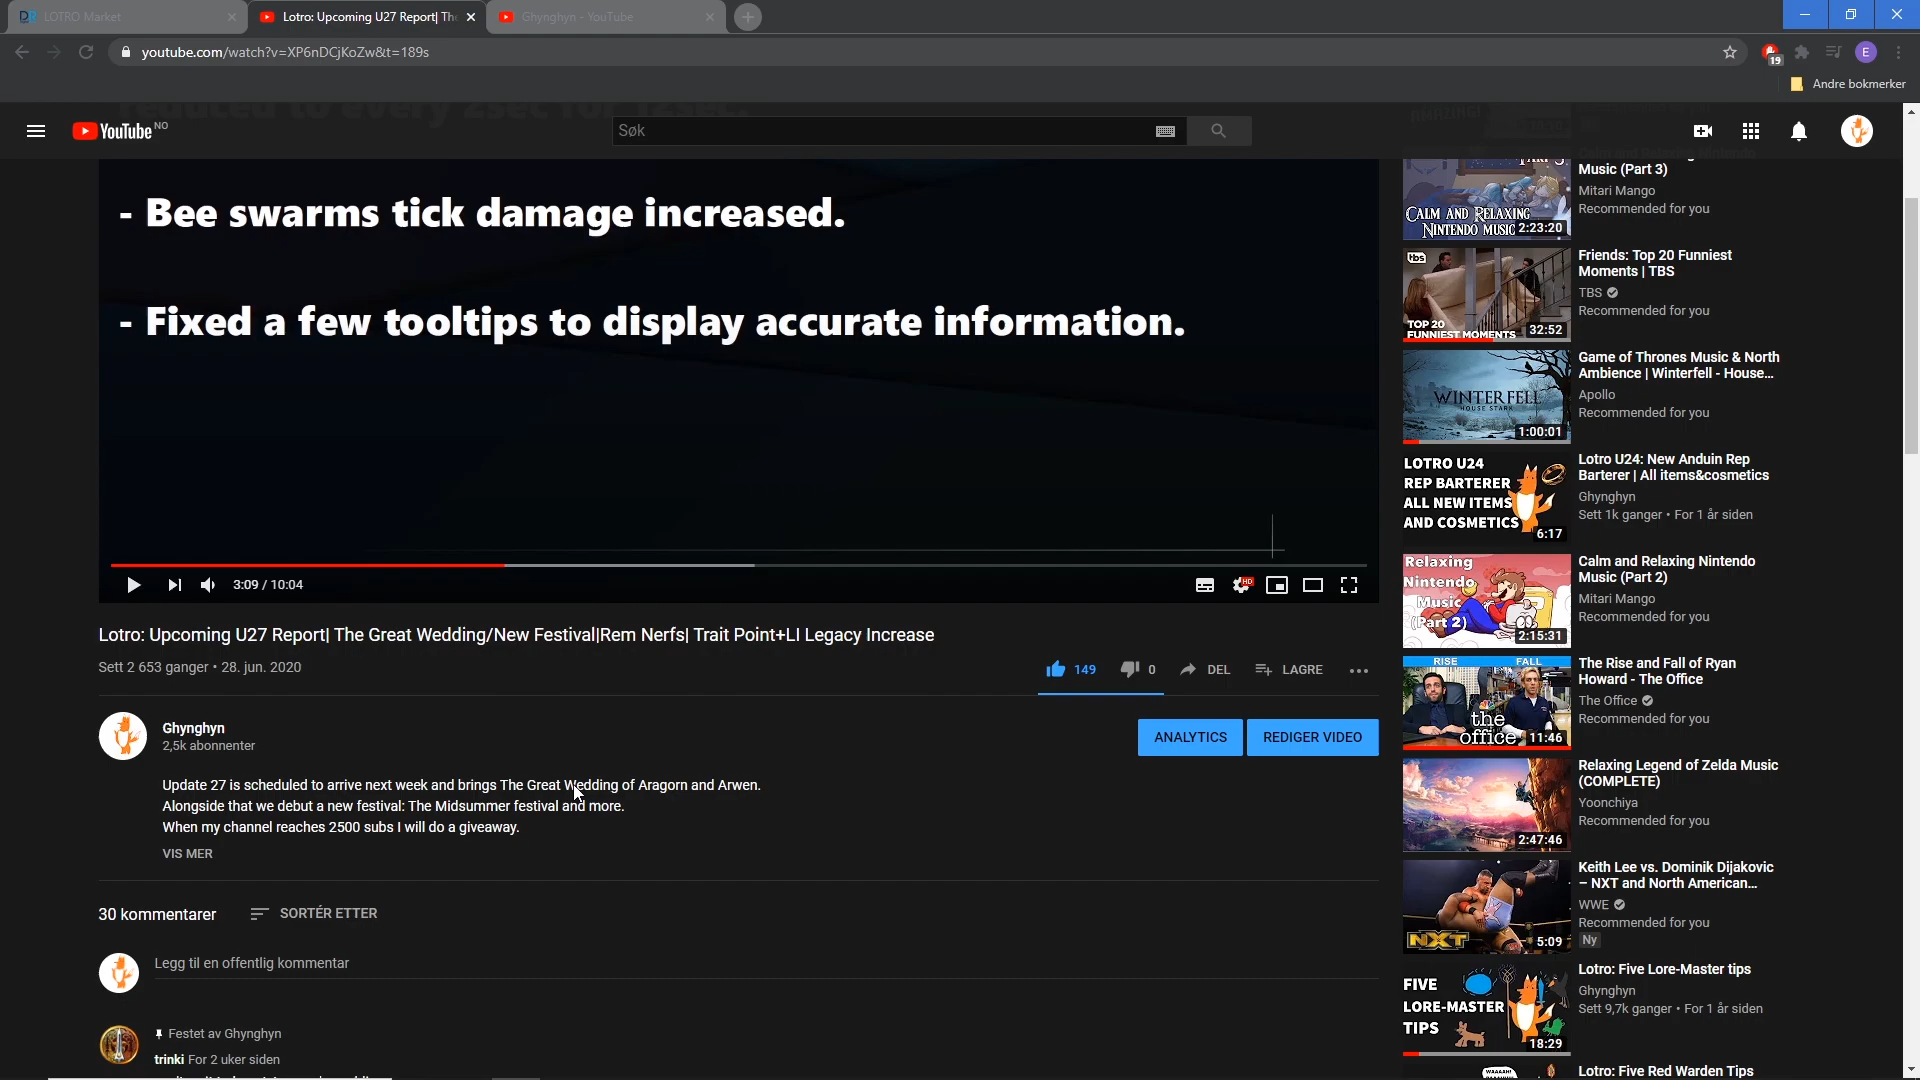 LOTRO Market
Lotro: Upcoming U27 Report| The
Ghynghyn - YouTube
youtube.com/watch?v=XP6nDCjKoZw&t=189s
19
E
Andre bokmerker
reduced to every 2sec for 12sec.
YouTube NO
Søk
- Bee swarms tick damage increased.
- Fixed a few tooltips to display accurate information.
3:09 / 10:04
HD
Lotro: Upcoming U27 Report| The Great Wedding/New Festival|Rem Nerfs| Trait Point+LI Legacy Increase
Sett 2 653 ganger • 28. jun. 2020
149
0
DEL
LAGRE
Ghynghyn
2,5k abonnenter
ANALYTICS
REDIGER VIDEO
Update 27 is scheduled to arrive next week and brings The Great Wedding of Aragorn and Arwen.
Alongside that we debut a new festival: The Midsummer festival and more.
When my channel reaches 2500 subs I will do a giveaway.
VIS MER
30 kommentarer
SORTÉR ETTER
Legg til en offentlig kommentar
Festet av Ghynghyn
trinki For 2 uker siden
Music (Part 3)
Mitari Mango
Recommended for you
CALM AND RELAXING
NINTENDO MUSIC
2:23:20
Friends: Top 20 Funniest
Moments | TBS
TBS
Recommended for you
tbs
TOP 20
FUNNIEST MOMENTS
32:52
Game of Thrones Music & North
Ambience | Winterfell - House...
Apollo
Recommended for you
WINTERFELL
HOUSE STARK
1:00:01
Lotro U24: New Anduin Rep
Barterer | All items&cosmetics
Ghynghyn
Sett 1k ganger • For 1 år siden
LOTRO U24
REP BARTERER
ALL NEW ITEMS
AND COSMETICS
6:17
Calm and Relaxing Nintendo
Music (Part 2)
Mitari Mango
Recommended for you
Relaxing
Nintendo
Music
(Part 2)
2:15:31
The Rise and Fall of Ryan
Howard - The Office
The Office
Recommended for you
RISE
FALL
the
office
11:46
Relaxing Legend of Zelda Music
(COMPLETE)
Yoonchiya
Recommended for you
2:47:46
Keith Lee vs. Dominik Dijakovic
– NXT and North American...
WWE
Recommended for you
Ny
NXT
5:09
Lotro: Five Lore-Master tips
Ghynghyn
Sett 9,7k ganger • For 1 år siden
FIVE
LORE-MASTER
TIPS
18:29
Lotro: Five Red Warden Tips